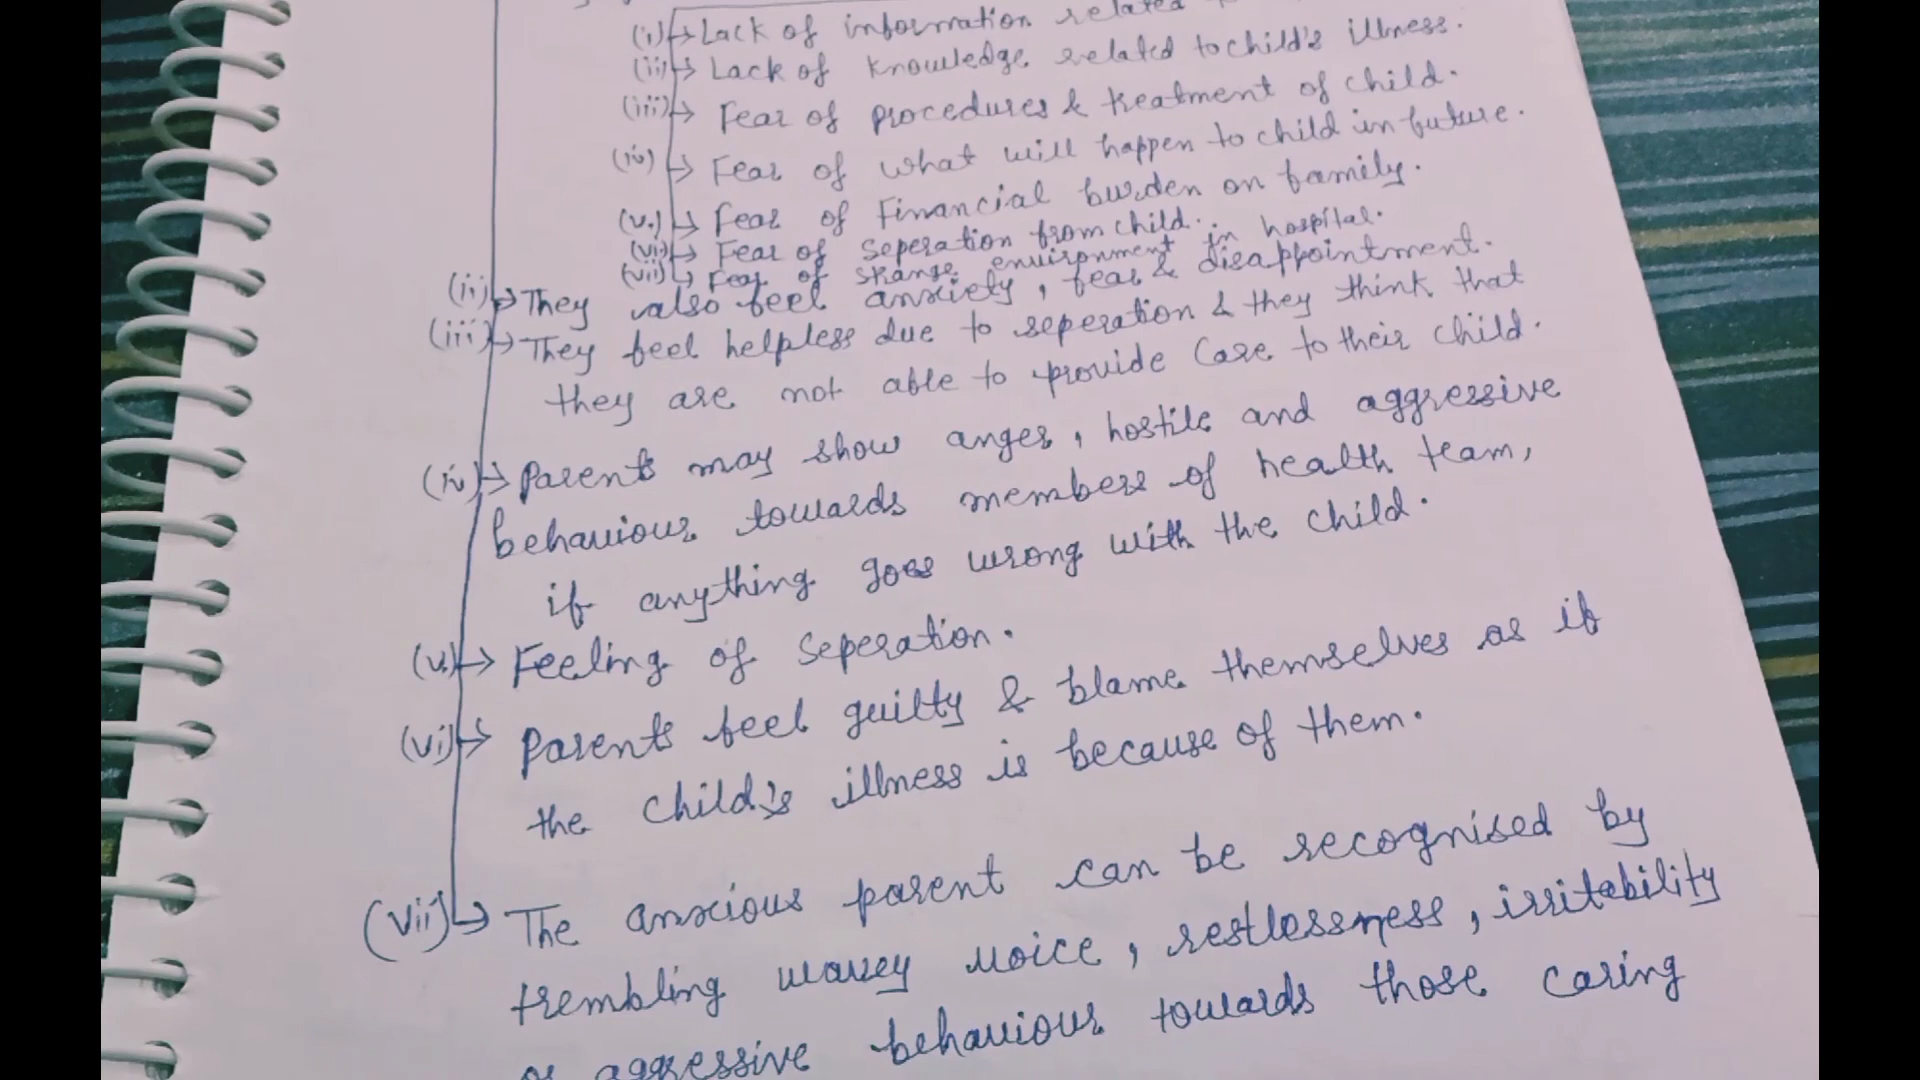 (i)→ Lack of information related
(ii)→ Lack of knowledge related to child's illness.
(iii)→ Fear of procedures & treatment of child.
(iv)→ Fear of what will happen to child in future.
(v.)→ Fear of Financial burden on family.
(vi)→ Fear of seperation from child.
(vii)→ Fear of strange environment in hospital.
(ii)→ They also feel anxiety, fear & disappointment.
(iii)→ They feel helpless due to seperation & they think that
they are not able to provide care to their child.
(iv)→ Parents may show anger, hostile and aggressive
behaviour towards members of health team,
if anything goes wrong with the child.
(v.)→ Feeling of seperation.
(vi)→ Parents feel guilty & blame themselves as if
the child's illness is because of them.
(vii)→ The anxious parent can be recognised by
trembling wavey voice, restlessness, irritability
or aggressive behaviour towards those caring